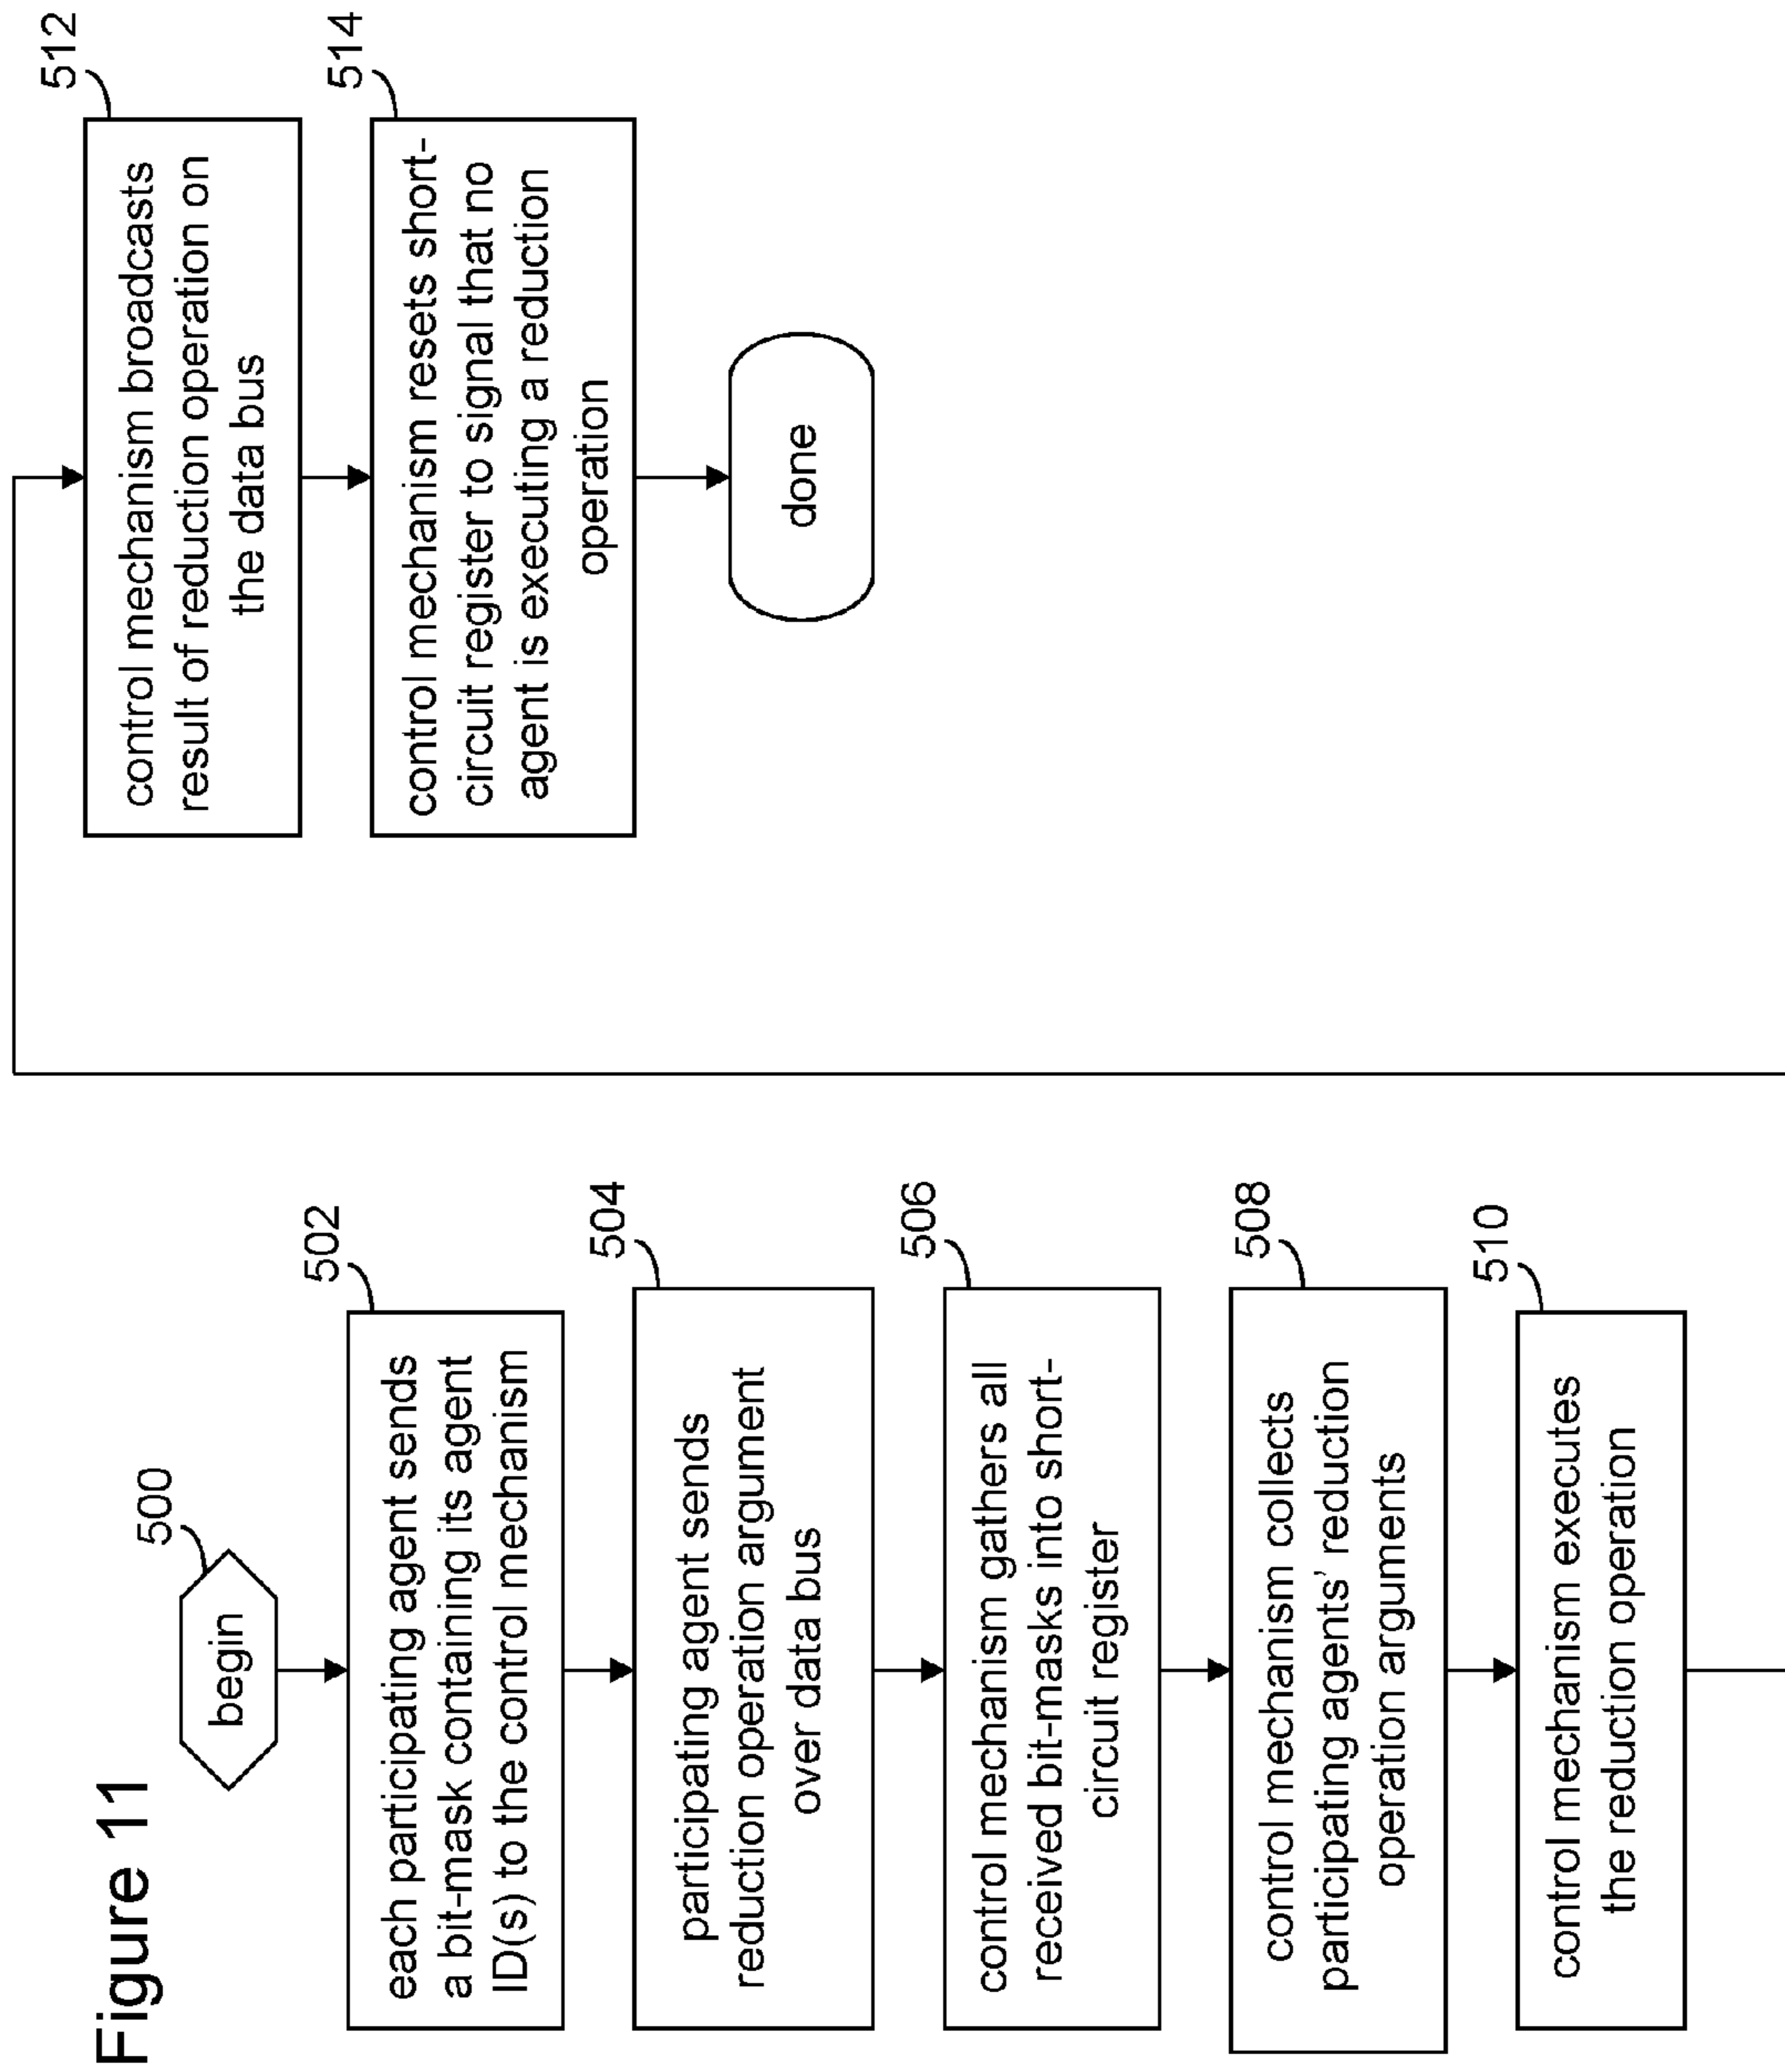 Figure 11
begin
500
each participating agent sends
a bit-mask containing its agent
ID(s) to the control mechanism
502
participating agent sends
reduction operation argument
over data bus
504
control mechanism gathers all
received bit-masks into short-
circuit register
506
control mechanism collects
participating agents' reduction
operation arguments
508
control mechanism executes
the reduction operation
510
control mechanism broadcasts
result of reduction operation on
the data bus
512
control mechanism resets short-
circuit register to signal that no
agent is executing a reduction
operation
514
done